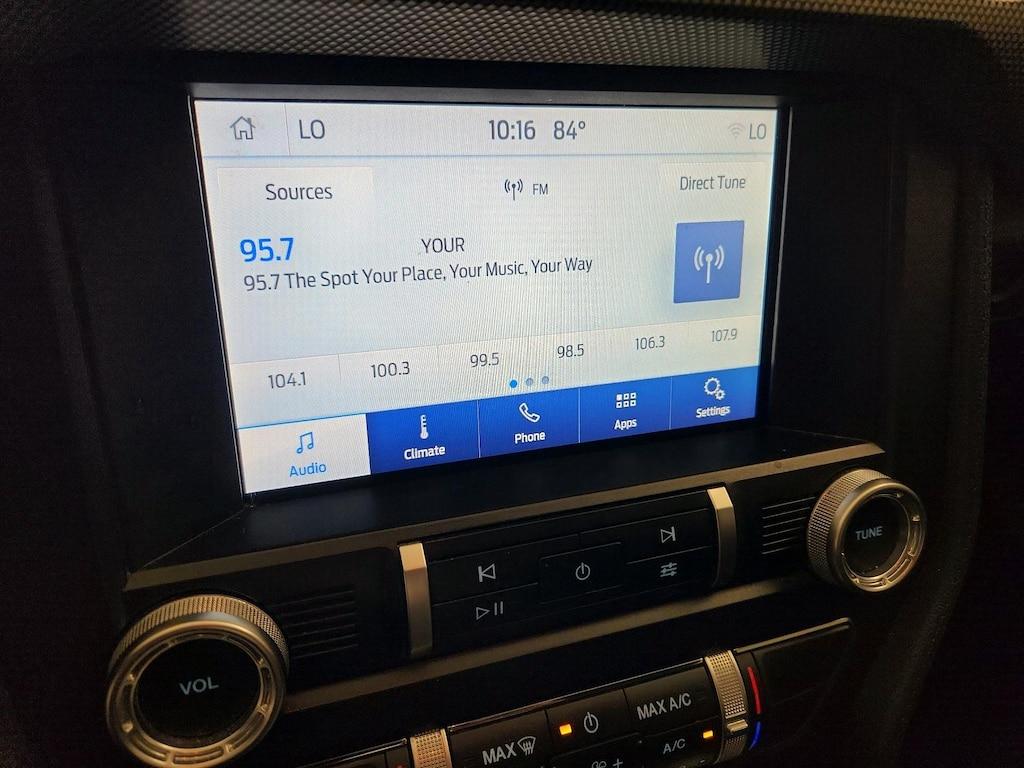 LO 10:16 84° LO
Sources FM Direct Tune
95.7 YOUR
95.7 The Spot Your Place, Your Music, Your Way
104.1 100.3 99.5 98.5 106.3 107.9
Audio Climate Phone Apps Settings
TUNE
VOL
MAX MAX A/C
A/C